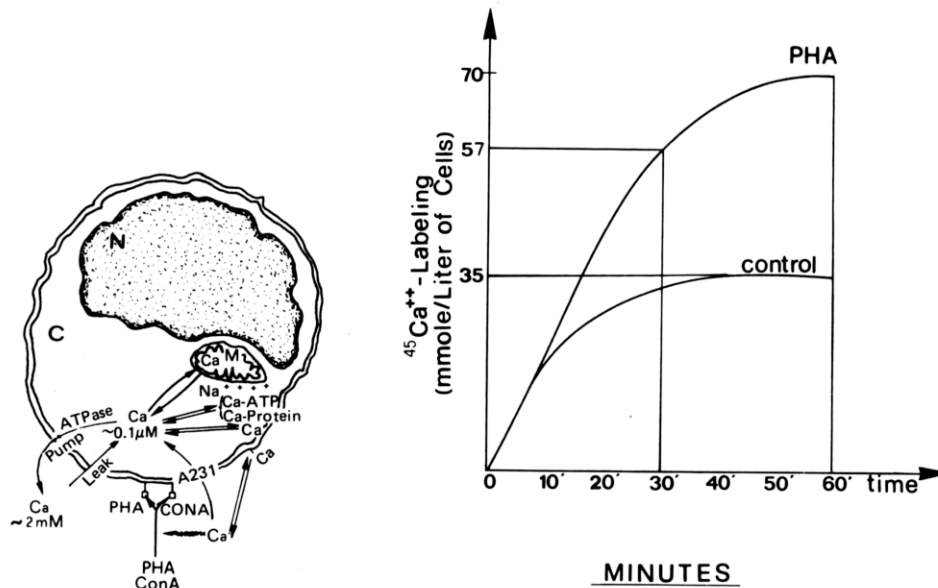 N
C
Ca M
Na + + + +
Ca-ATP
Ca-Protein
Ca
Ca
~0.1µM
ATPase
Pump
Leak
Ca
~2mM
A231
Ca
PHA CONA
Ca
PHA
ConA
45Ca++-Labeling
(mmole/Liter of Cells)
70
57
35
PHA
control
0 10' 20' 30' 40' 50' 60' time
MINUTES